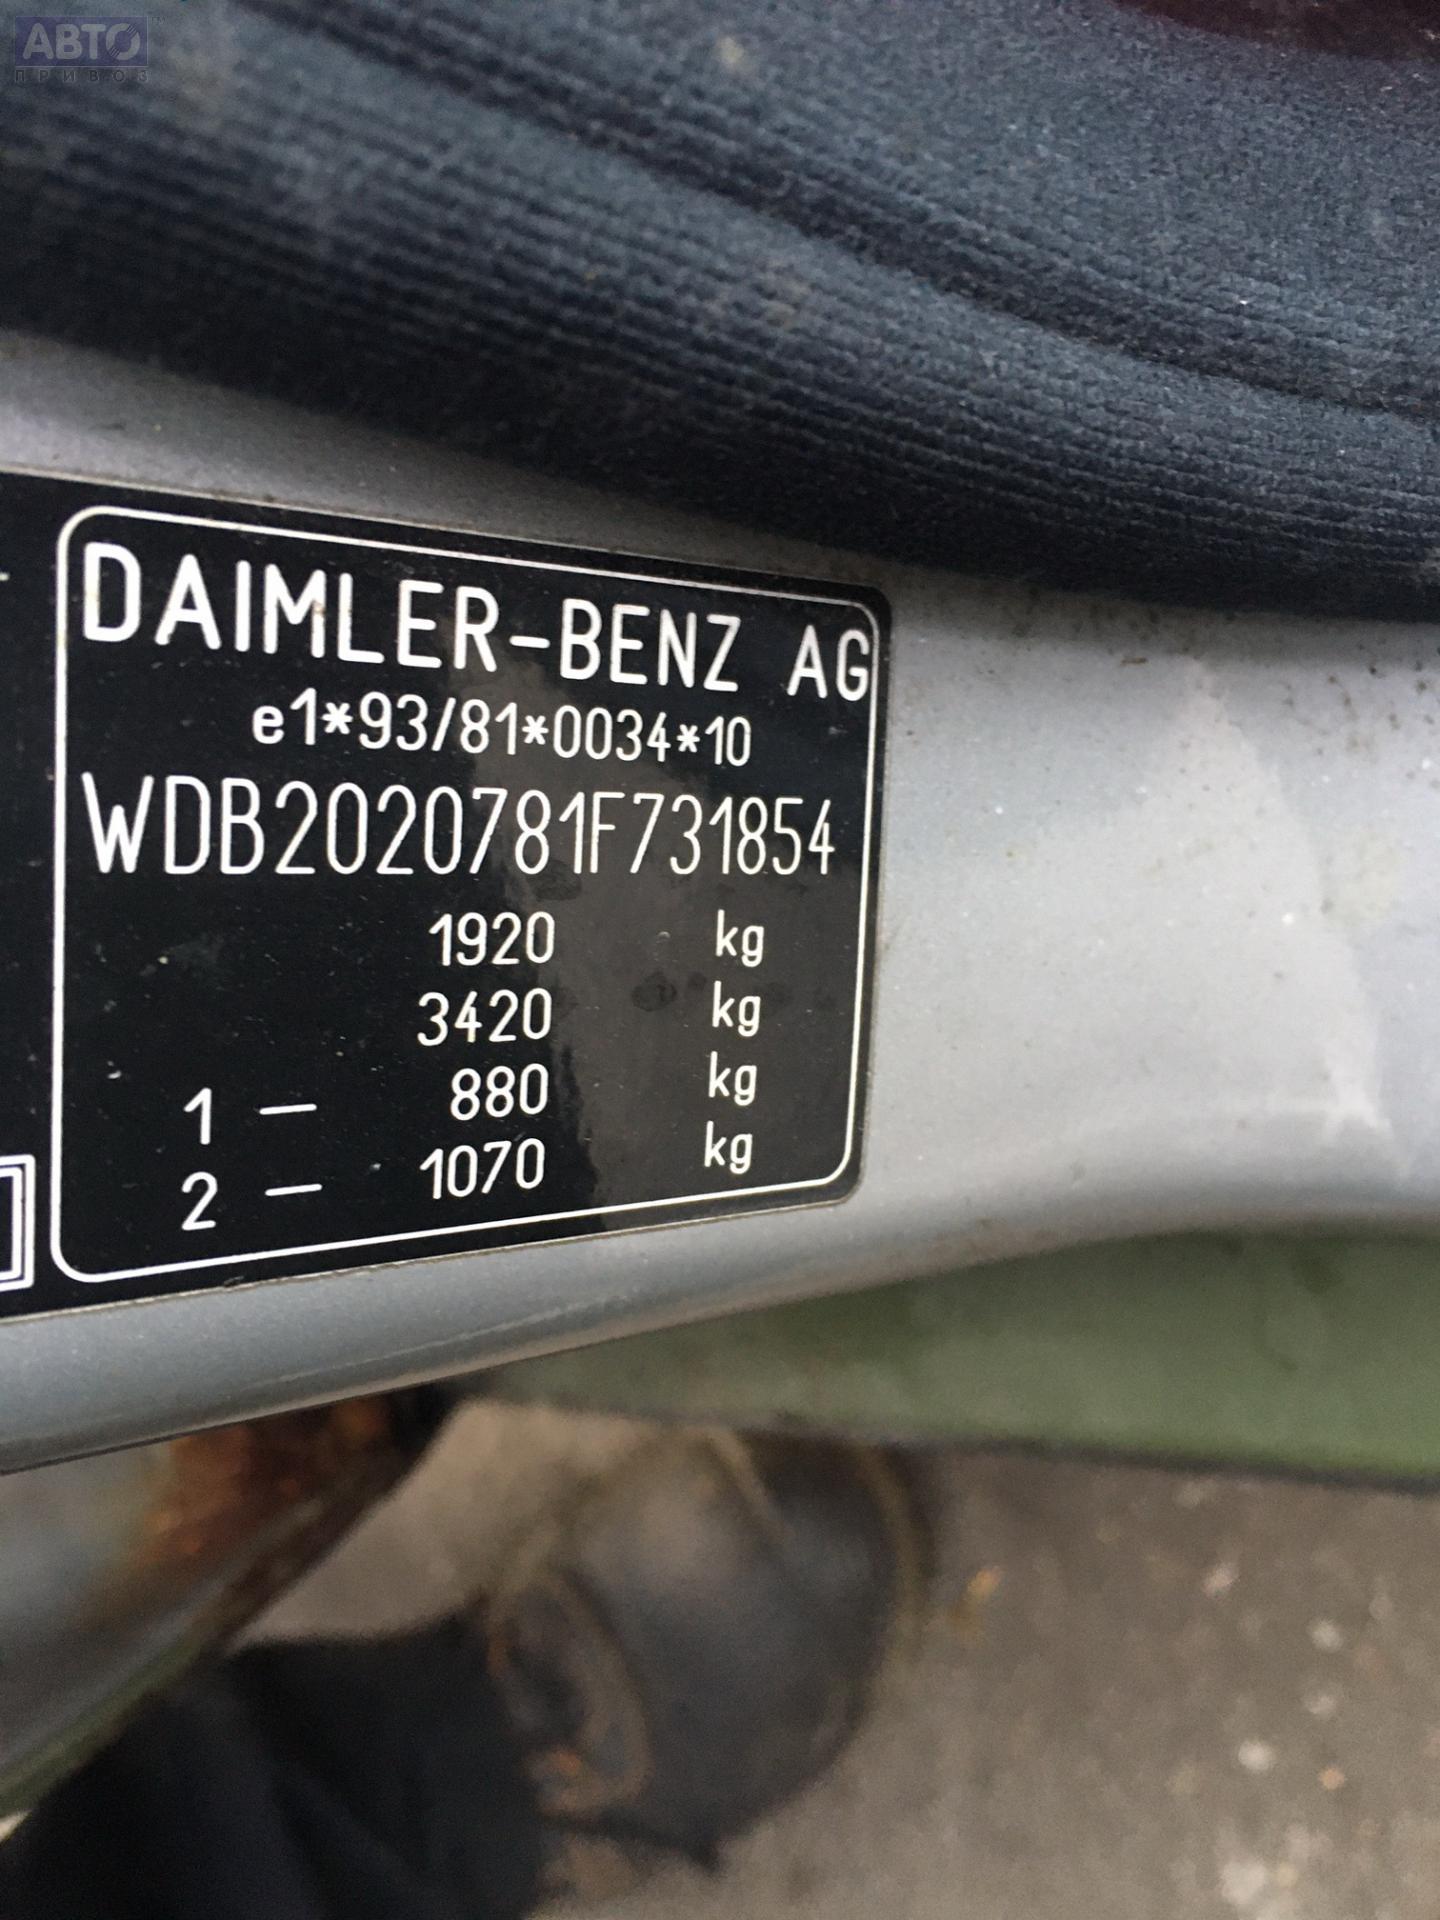 АВТО
ПРИВОЗ
DAIMLER-BENZ AG
e1*93/81*0034*10
WDB2020781F731854
1920 kg
3420 kg
1 — 880 kg
2 — 1070 kg